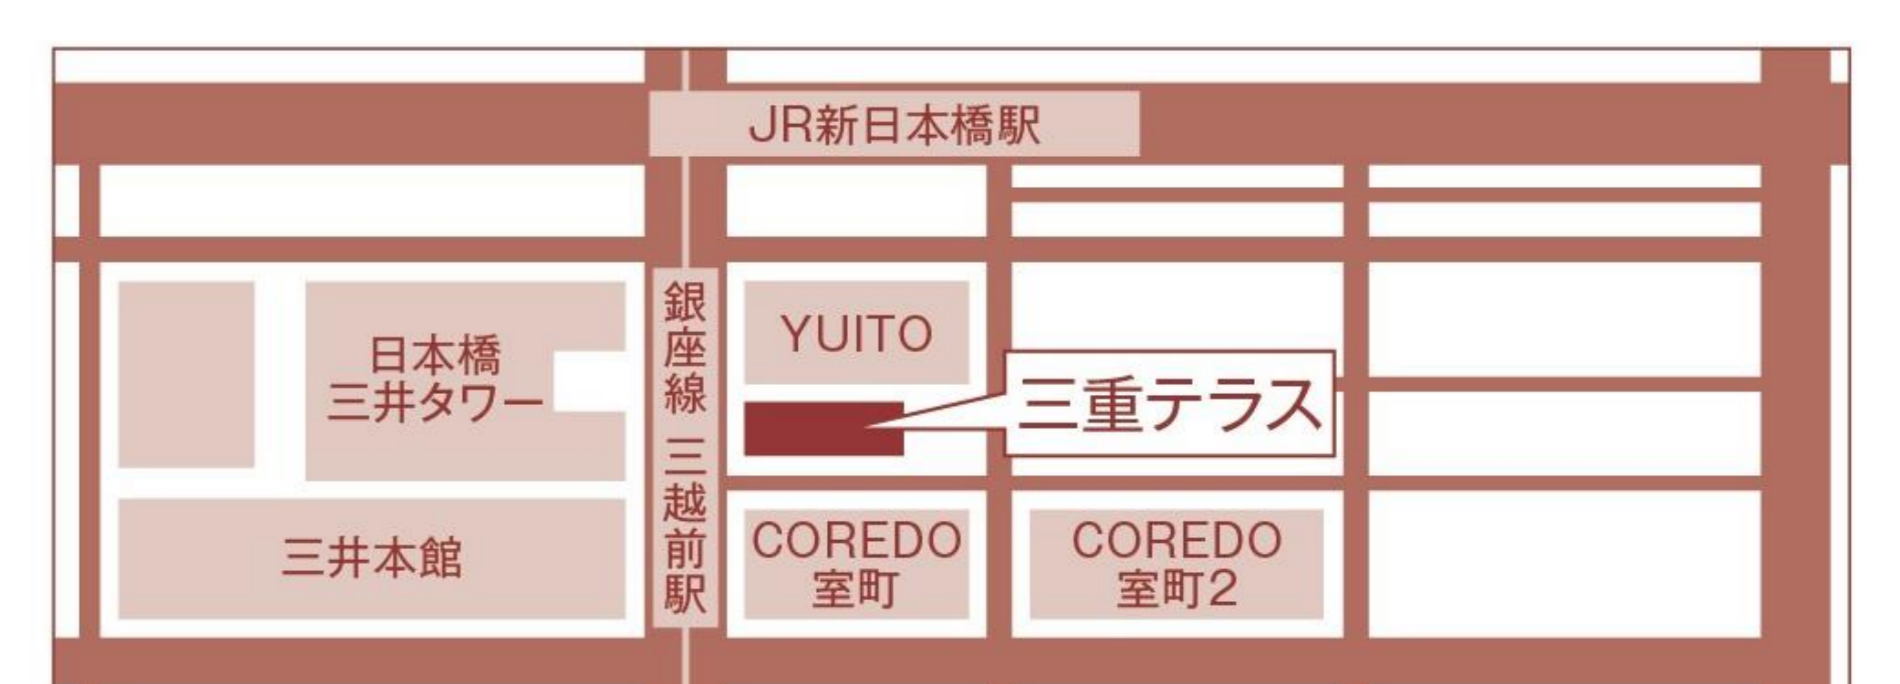 JR新日本橋駅
日本橋
三井タワー
三井本館
銀座線 三越前駅
YUITO
三重テラス
COREDO
室町
COREDO
室町2